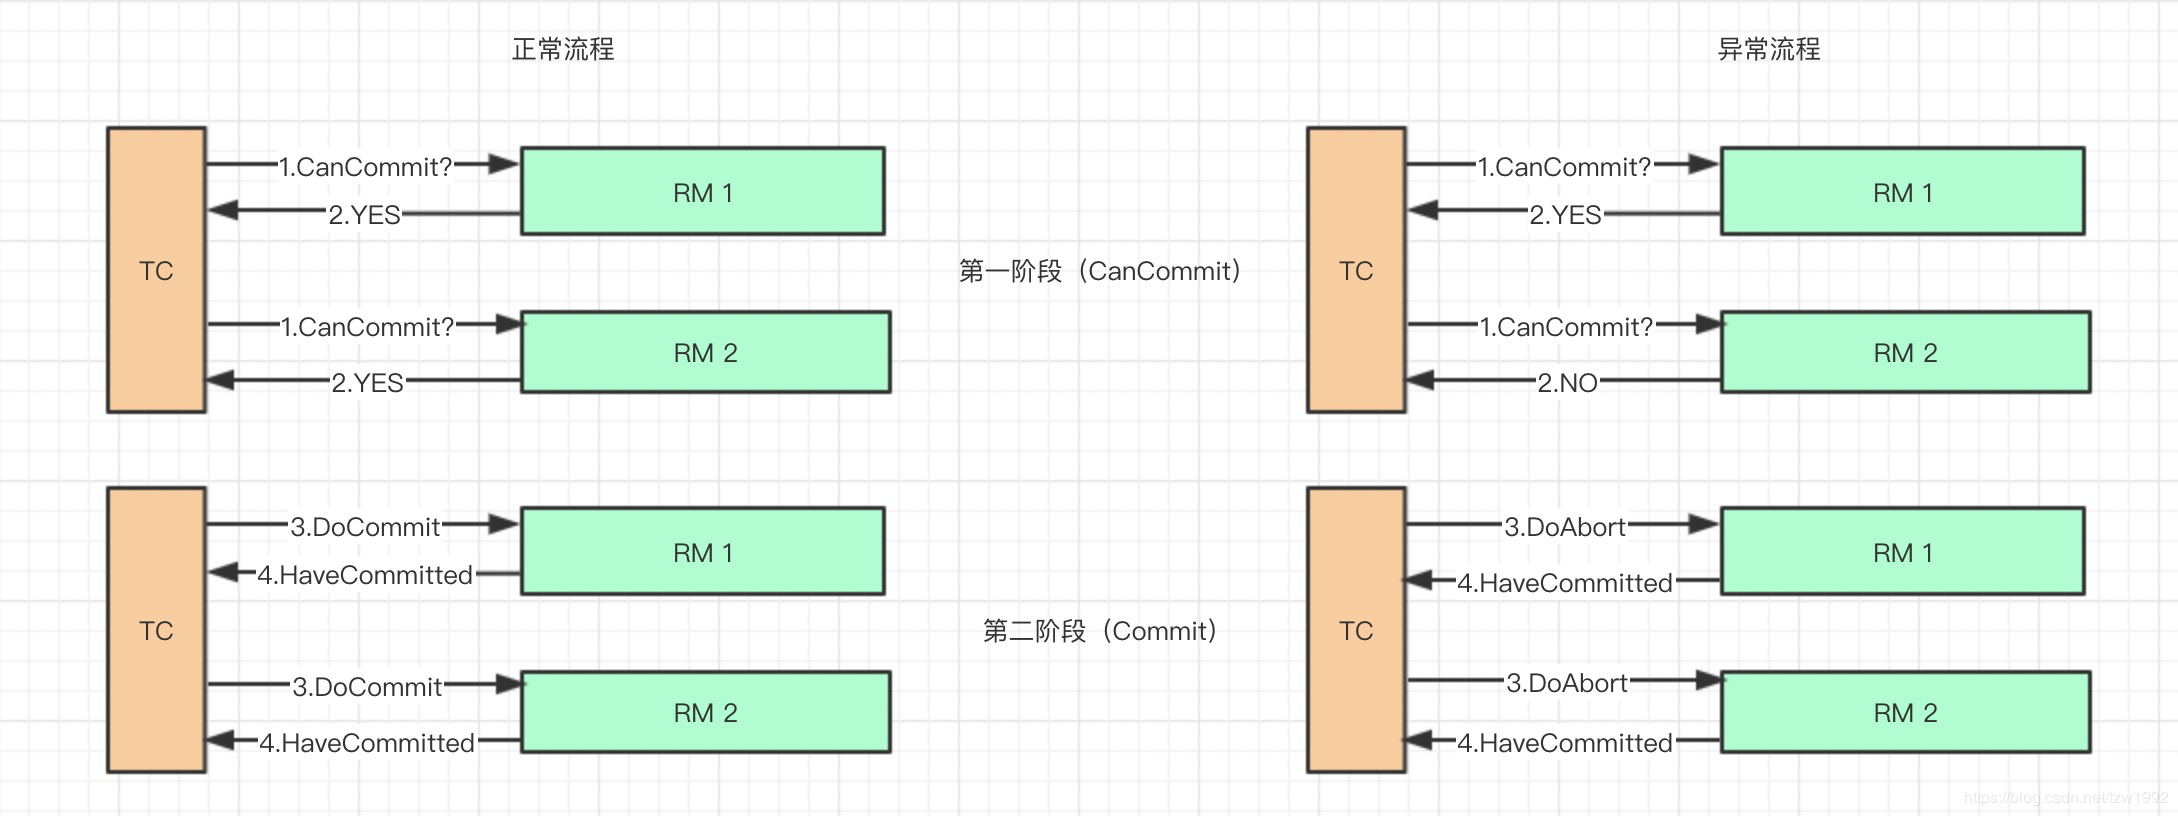 正常流程
异常流程
TC
1.CanCommit?
RM 1
2.YES
1.CanCommit?
RM 2
2.YES
第一阶段（CanCommit）
TC
1.CanCommit?
RM 1
2.YES
1.CanCommit?
RM 2
2.NO
TC
3.DoCommit
RM 1
4.HaveCommitted
3.DoCommit
RM 2
4.HaveCommitted
第二阶段（Commit）
TC
3.DoAbort
RM 1
4.HaveCommitted
3.DoAbort
RM 2
4.HaveCommitted
https://blog.csdn.net/tzw1992